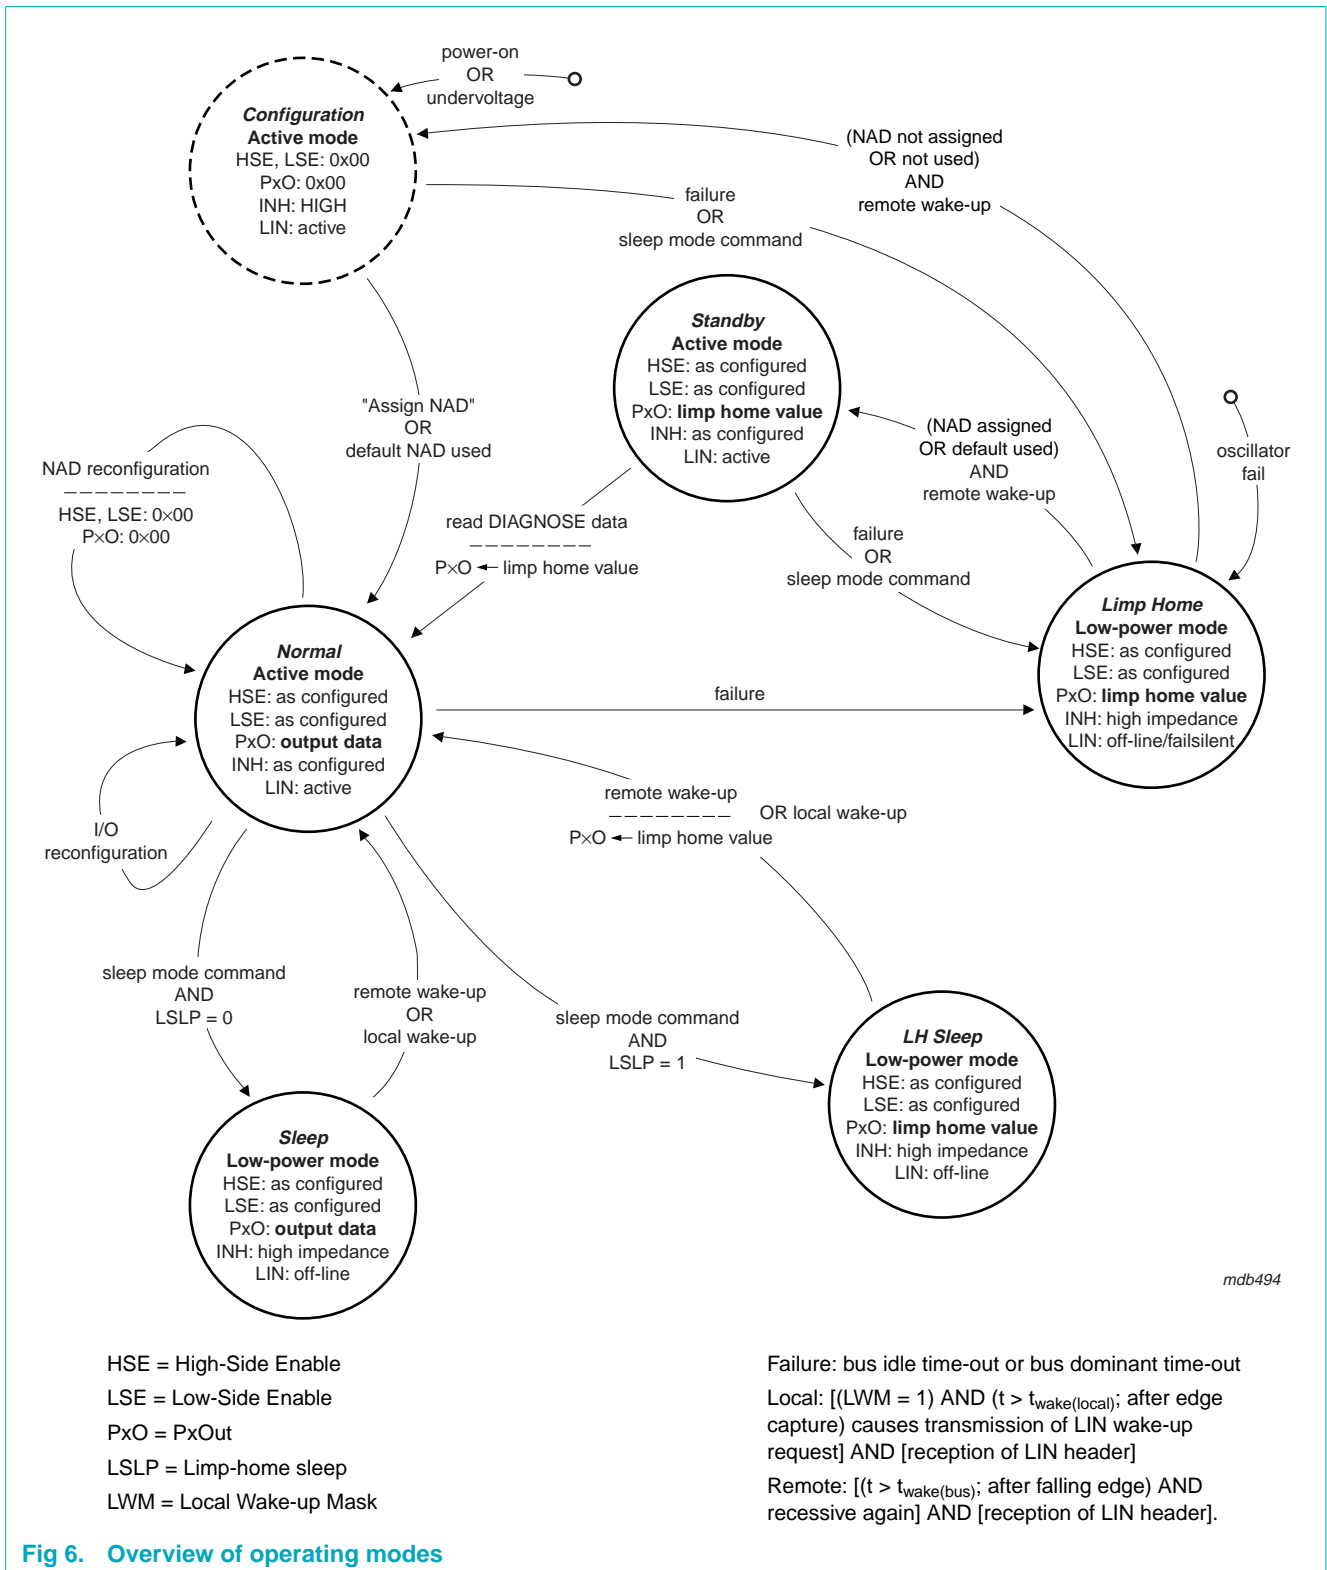 power-on
OR
undervoltage
Configuration
Active mode
HSE, LSE: 0x00
PxO: 0x00
INH: HIGH
LIN: active
(NAD not assigned
OR not used)
AND
remote wake-up
failure
OR
sleep mode command
Standby
Active mode
HSE: as configured
LSE: as configured
PxO: limp home value
INH: as configured
LIN: active
"Assign NAD"
OR
default NAD used
(NAD assigned
OR default used)
AND
remote wake-up
oscillator
fail
NAD reconfiguration
– – – – – – – –
HSE, LSE: 0×00
P×O: 0×00
read DIAGNOSE data
– – – – – – – –
P×O ← limp home value
failure
OR
sleep mode command
Limp Home
Low-power mode
HSE: as configured
LSE: as configured
PxO: limp home value
INH: high impedance
LIN: off-line/failsilent
Normal
Active mode
HSE: as configured
LSE: as configured
PxO: output data
INH: as configured
LIN: active
failure
remote wake-up
– – – – – – – – OR local wake-up
P×O ← limp home value
I/O
reconfiguration
sleep mode command
AND
LSLP = 0
remote wake-up
OR
local wake-up
sleep mode command
AND
LSLP = 1
LH Sleep
Low-power mode
HSE: as configured
LSE: as configured
PxO: limp home value
INH: high impedance
LIN: off-line
Sleep
Low-power mode
HSE: as configured
LSE: as configured
PxO: output data
INH: high impedance
LIN: off-line
mdb494
HSE = High-Side Enable
LSE = Low-Side Enable
PxO = PxOut
LSLP = Limp-home sleep
LWM = Local Wake-up Mask
Failure: bus idle time-out or bus dominant time-out
Local: [(LWM = 1) AND (t > twake(local); after edge
capture) causes transmission of LIN wake-up
request] AND [reception of LIN header]
Remote: [(t > twake(bus); after falling edge) AND
recessive again] AND [reception of LIN header].
Fig 6. Overview of operating modes